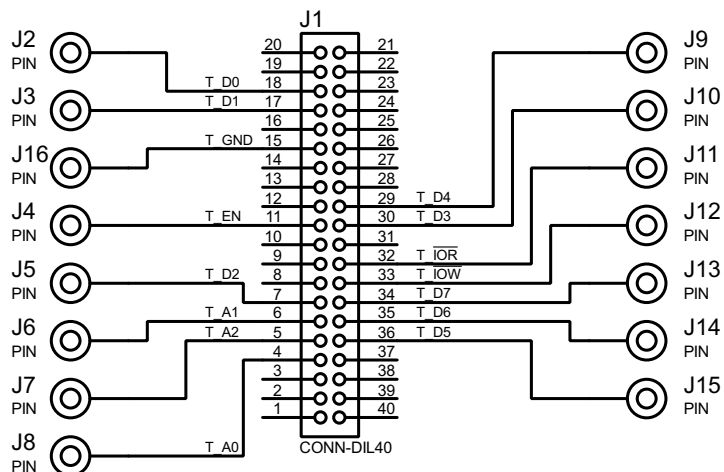 J1
J2
PIN
J3
PIN
J16
PIN
J4
PIN
J5
PIN
J6
PIN
J7
PIN
J8
PIN
T_D0
T_D1
T_GND
T_EN
T_D2
T_A1
T_A2
T_A0
20
19
18
17
16
15
14
13
12
11
10
9
8
7
6
5
4
3
2
1
21
22
23
24
25
26
27
28
29
30
31
32
33
34
35
36
37
38
39
40
CONN-DIL40
T_D4
T_D3
T_IOR
T_IOW
T_D7
T_D6
T_D5
J9
PIN
J10
PIN
J11
PIN
J12
PIN
J13
PIN
J14
PIN
J15
PIN